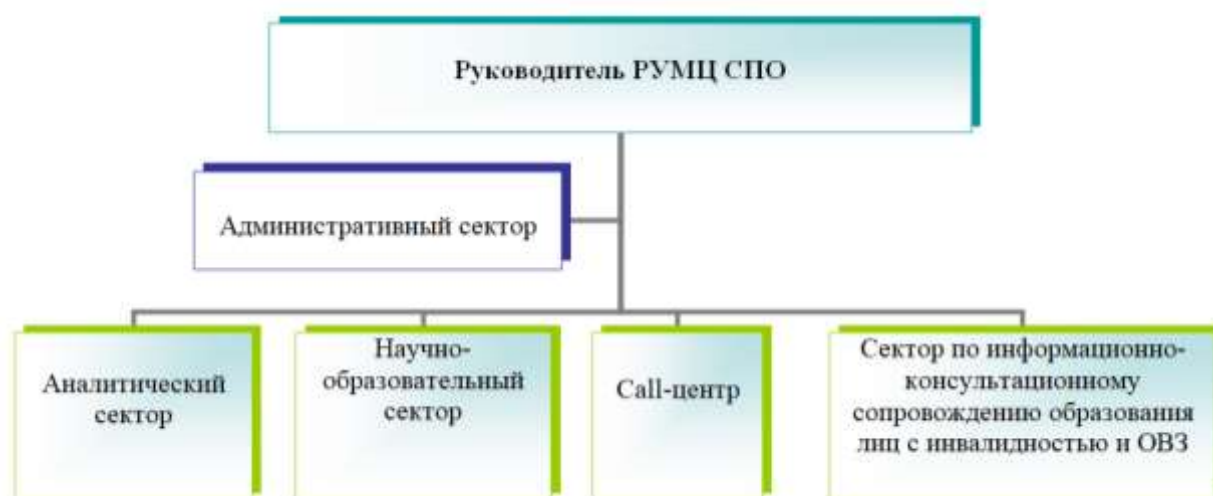 Руководитель РУМЦ СПО
Административный сектор
Аналитический
сектор
Научно-
образовательный
сектор
Call-центр
Сектор по информационно-
консультационному
сопровождению образования
лиц с инвалидностью и ОВЗ